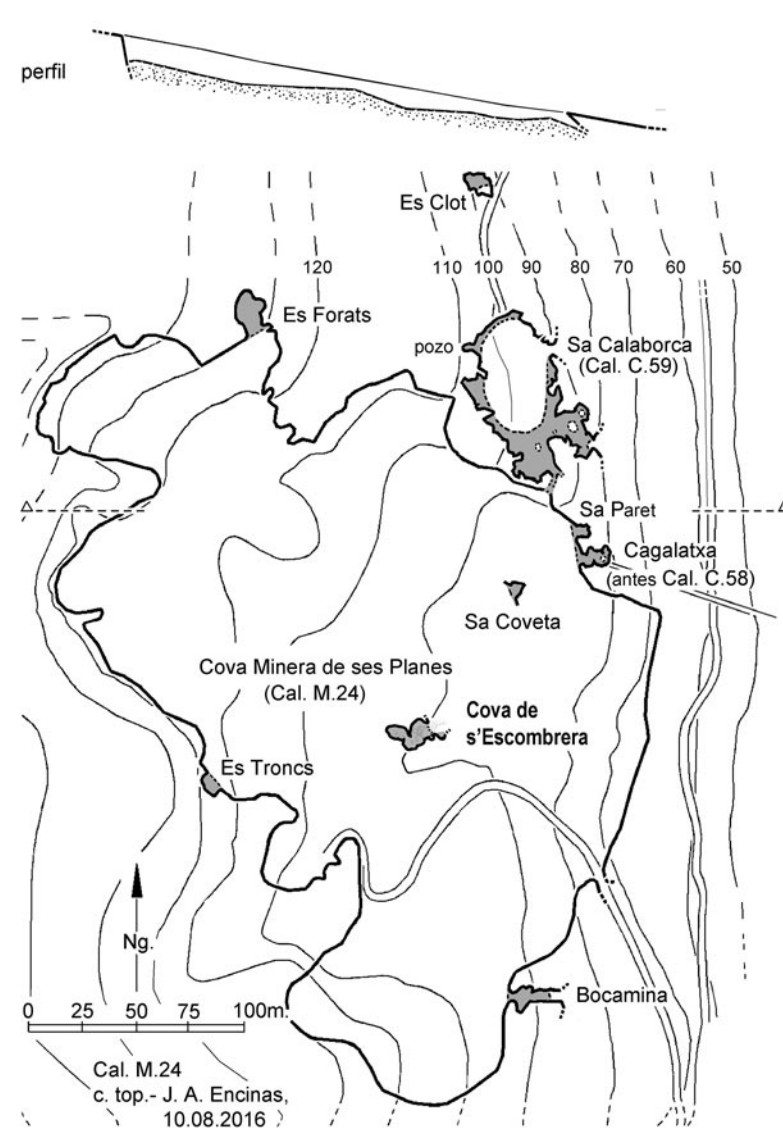 perfil
Es Clot
120
110 100 90 80 70 60 50
Es Forats
pozo
Sa Calaborca
(Cal. C.59)
Sa Paret
Cagalatxa
(antes Cal. C.58)
Sa Coveta
Cova Minera de ses Planes
(Cal. M.24)
Cova de
s'Escombrera
Es Troncs
Ng.
Bocamina
0 25 50 75 100m.
Cal. M.24
c. top.- J. A. Encinas,
10.08.2016